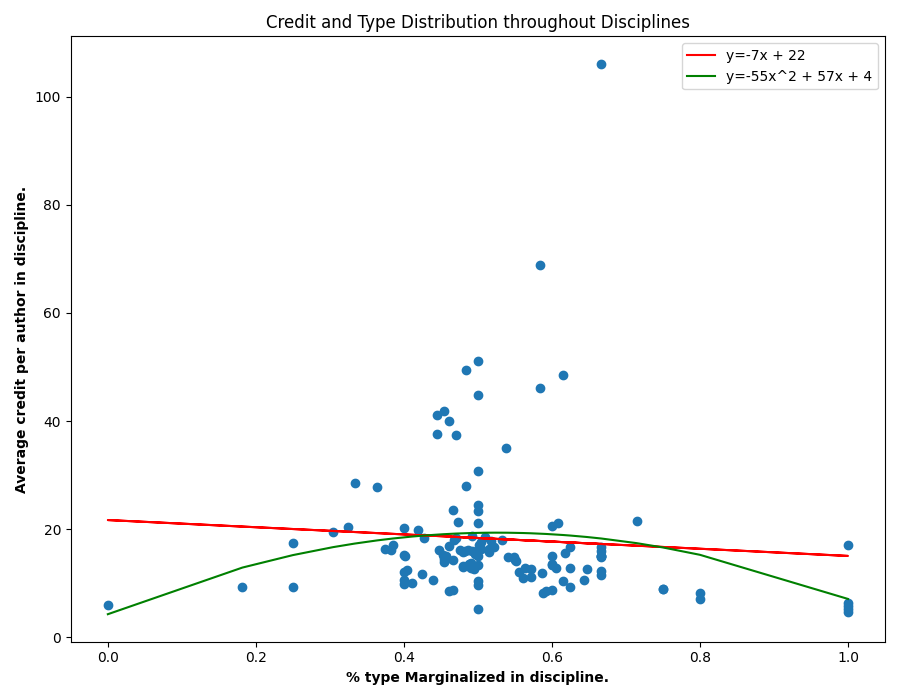 Credit and Type Distribution throughout Disciplines
y=-7x + 22
y=-55x^2 + 57x + 4
Average credit per author in discipline.
100
80
60
40
20
0
0.0 0.2 0.4 0.6 0.8 1.0
% type Marginalized in discipline.